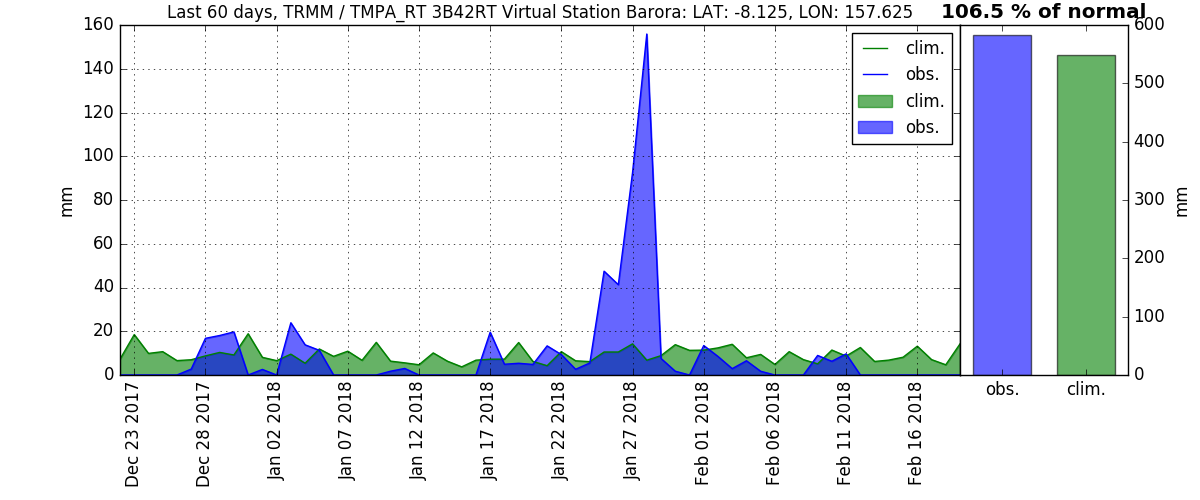 Last 60 days, TRMM / TMPA_RT 3B42RT Virtual Station Barora: LAT: -8.125, LON: 157.625
106.5 % of normal
160
140
120
100
80
60
40
20
0
mm
clim.
obs.
clim.
obs.
Dec 23 2017
Dec 28 2017
Jan 02 2018
Jan 07 2018
Jan 12 2018
Jan 17 2018
Jan 22 2018
Jan 27 2018
Feb 01 2018
Feb 06 2018
Feb 11 2018
Feb 16 2018
600
500
400
300
200
100
0
mm
obs.
clim.